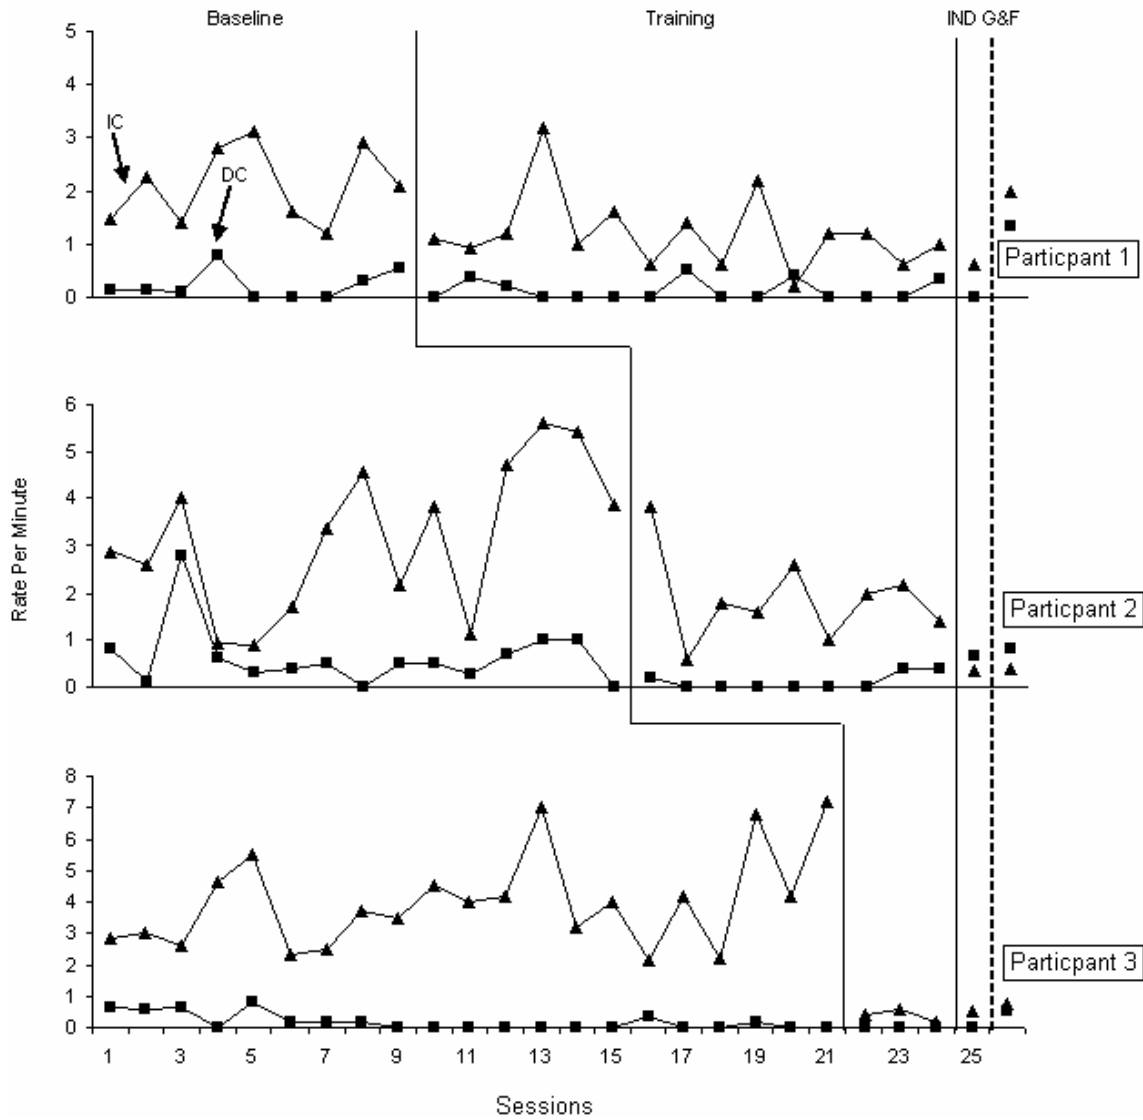 Baseline Training IND G&F
5
4
3
2
1
0
IC
DC
Particpant 1
Rate Per Minute
6
5
4
3
2
1
0
Particpant 2
8
7
6
5
4
3
2
1
0
Particpant 3
1 3 5 7 9 11 13 15 17 19 21 23 25
Sessions